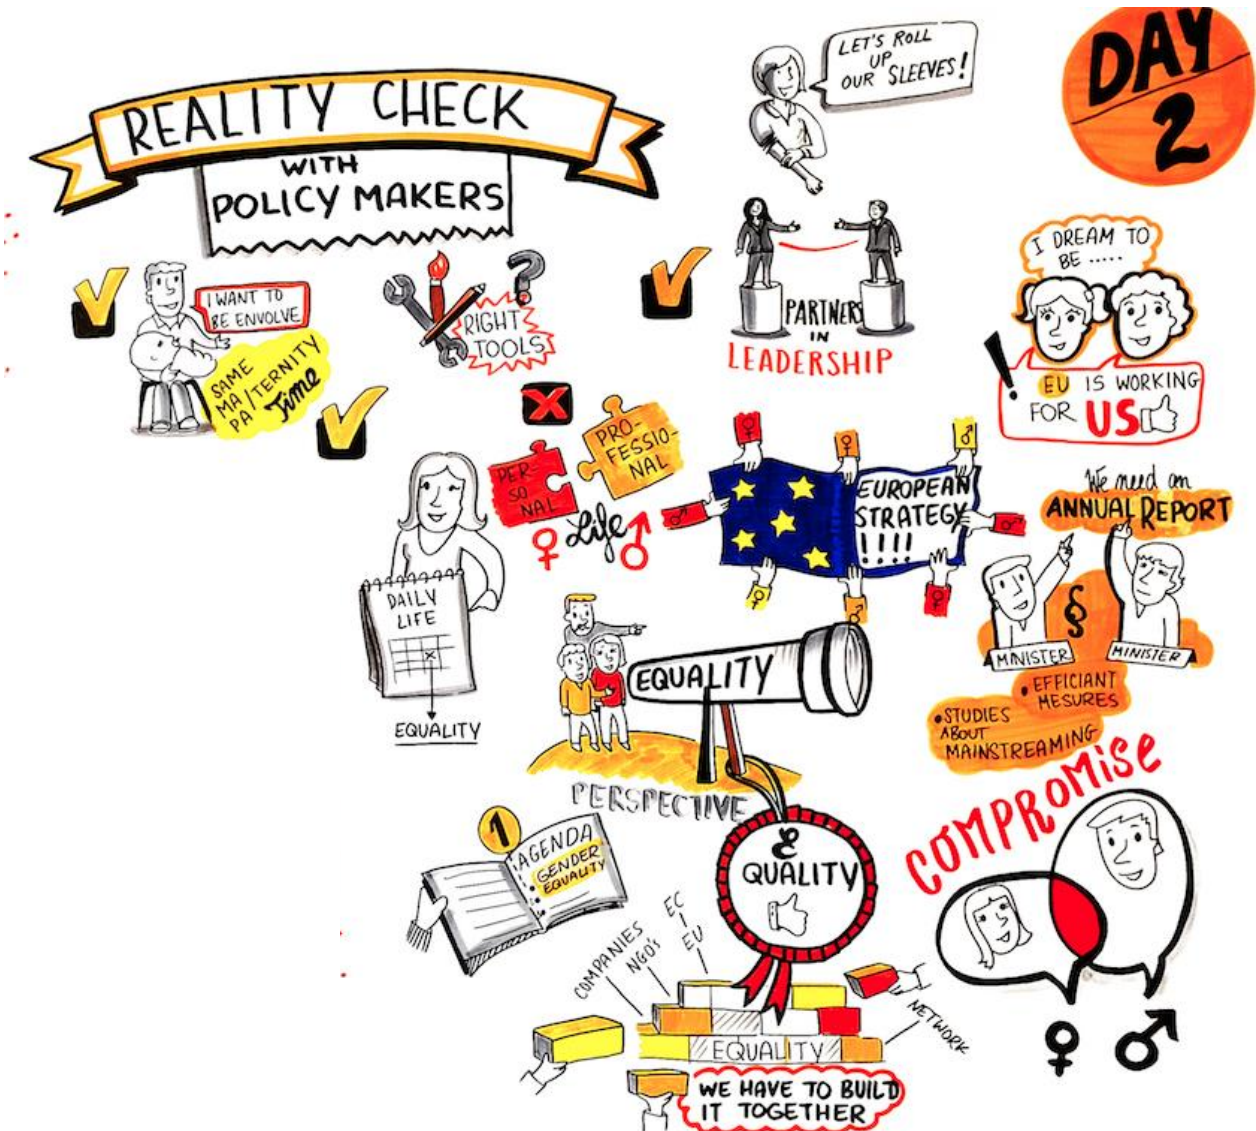 REALITY CHECK
WITH
POLICY MAKERS
LET'S ROLL
UP
OUR SLEEVES!
DAY
2
I WANT TO
BE ENVOLVE
SAME
MA/TERNITY
PA/
Time
RIGHT
TOOLS
?
PARTNERS
IN
LEADERSHIP
I DREAM TO
BE .....
!
EU IS WORKING
FOR US
PER-
SO
NAL
PRO-
FESSIO-
NAL
Life
EUROPEAN
STRATEGY
!!!!
We need an
ANNUAL REPORT
§
MINISTER
MINISTER
• EFFICIANT
MESURES
• STUDIES
ABOUT
MAINSTREAMING
DAILY
LIFE
x
EQUALITY
EQUALITY
PERSPECTIVE
1
AGENDA
GENDER
EQUALITY
&
QUALITY
COMPROMiSe
COMPANIES
NGO's
EC
I
EU
NETWORK
EQUALITY
WE HAVE TO BUILD
IT TOGETHER